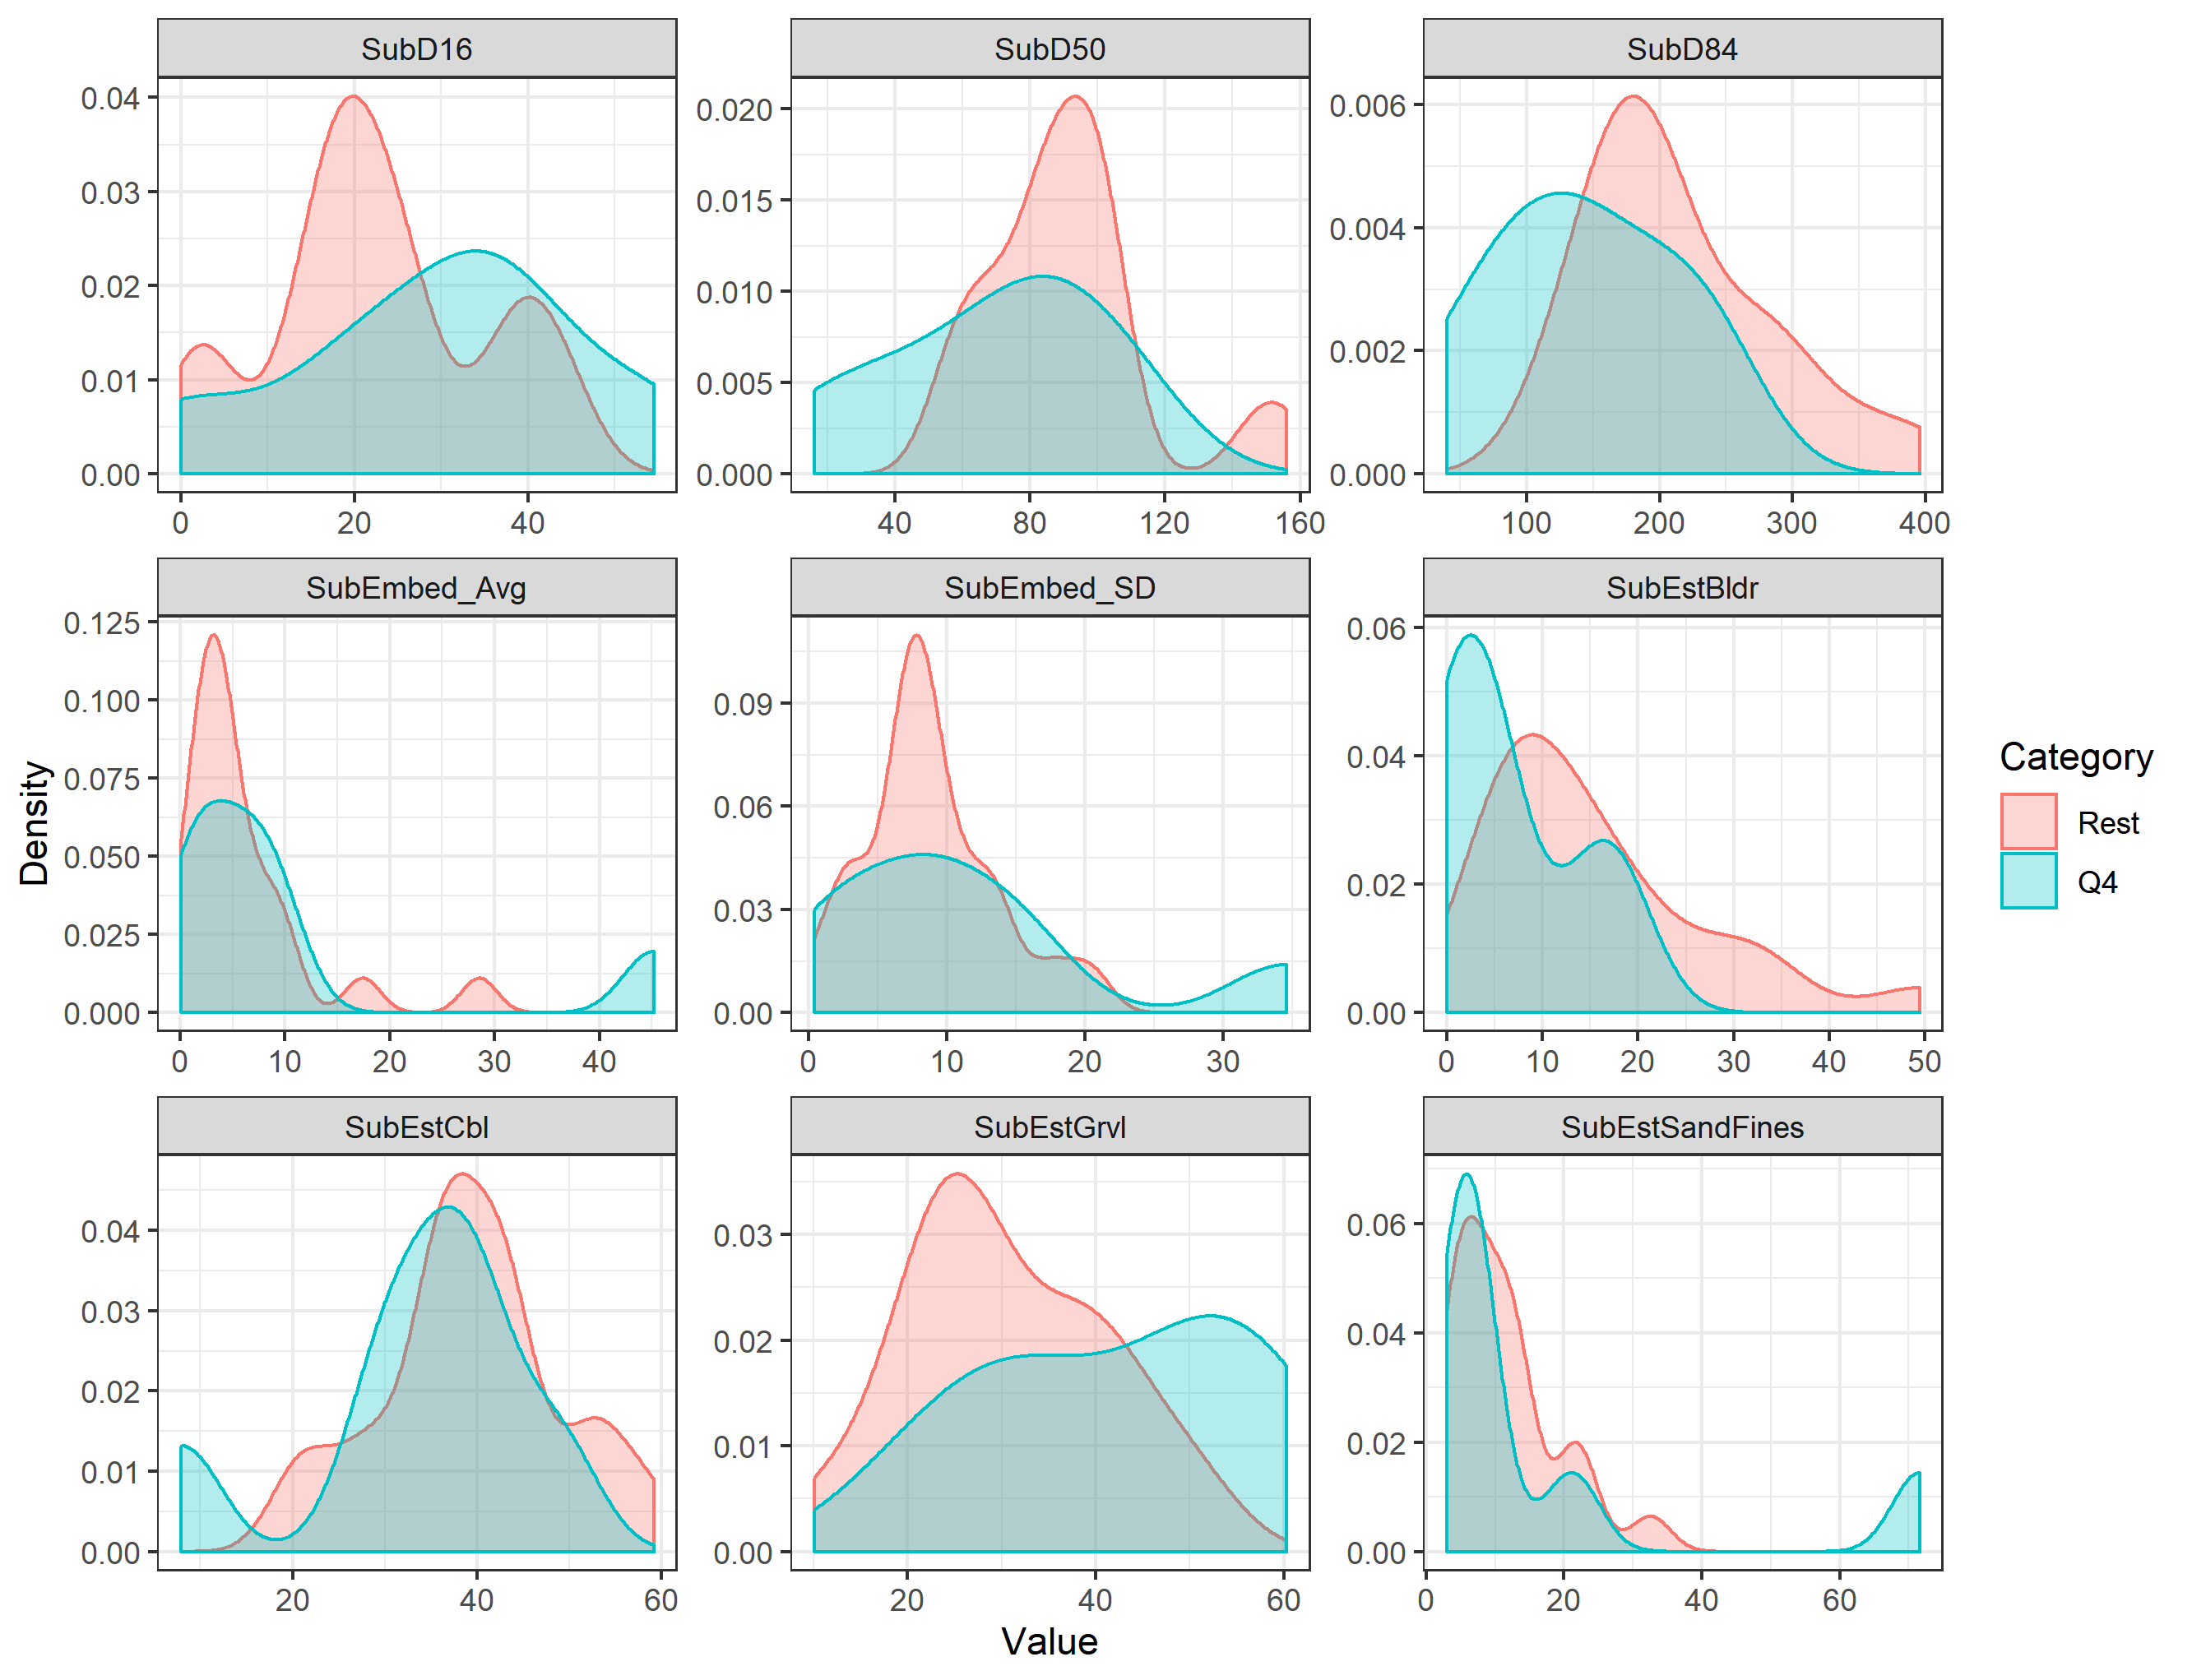 SubD16 SubD50 SubD84
0.04
0.03
0.02
0.01
0.00
0.020
0.015
0.010
0.005
0.000
0.006
0.004
0.002
0.000
0 20 40
40 80 120 160
100 200 300 400
SubEmbed_Avg SubEmbed_SD SubEstBldr
0.125
0.100
0.075
0.050
0.025
0.000
0.09
0.06
0.03
0.00
0.06
0.04
0.02
0.00
0 10 20 30 40
0 10 20 30
0 10 20 30 40 50
SubEstCbl SubEstGrvl SubEstSandFines
0.04
0.03
0.02
0.01
0.00
0.03
0.02
0.01
0.00
0.06
0.04
0.02
0.00
20 40 60
20 40 60
0 20 40 60
Density
Value
Category
Rest
Q4